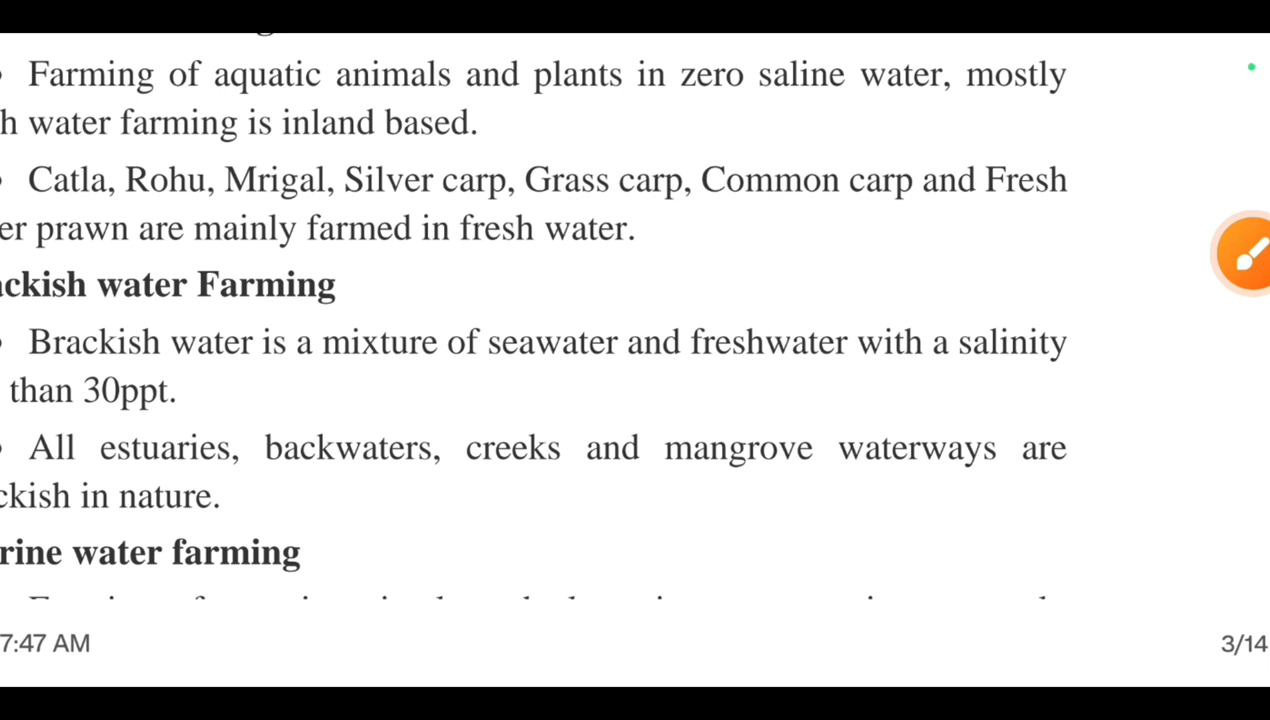 Farming of aquatic animals and plants in zero saline water, mostly
h water farming is inland based.
Catla, Rohu, Mrigal, Silver carp, Grass carp, Common carp and Fresh
er prawn are mainly farmed in fresh water.
ackish water Farming
Brackish water is a mixture of seawater and freshwater with a salinity
than 30ppt.
All estuaries, backwaters, creeks and mangrove waterways are
ckish in nature.
rine water farming
7:47 AM
3/14